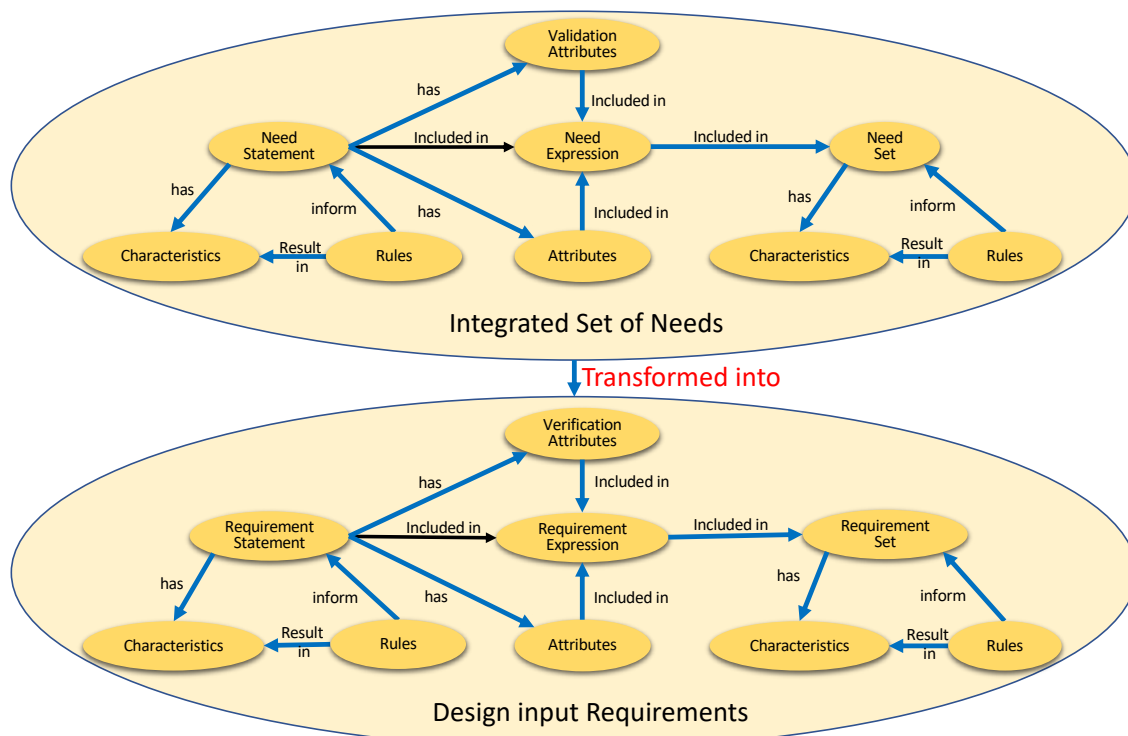 Validation
Attributes
has
Included in
Need
Statement
Included in
Need
Expression
Included in
Need
Set
has
inform
has
Included in
has
inform
Characteristics
Result
in
Rules
Attributes
Characteristics
Result
in
Rules
Integrated Set of Needs
Transformed into
Verification
Attributes
has
Included in
Requirement
Statement
Included in
Requirement
Expression
Included in
Requirement
Set
has
inform
has
Included in
has
inform
Characteristics
Result
in
Rules
Attributes
Characteristics
Result
in
Rules
Design input Requirements